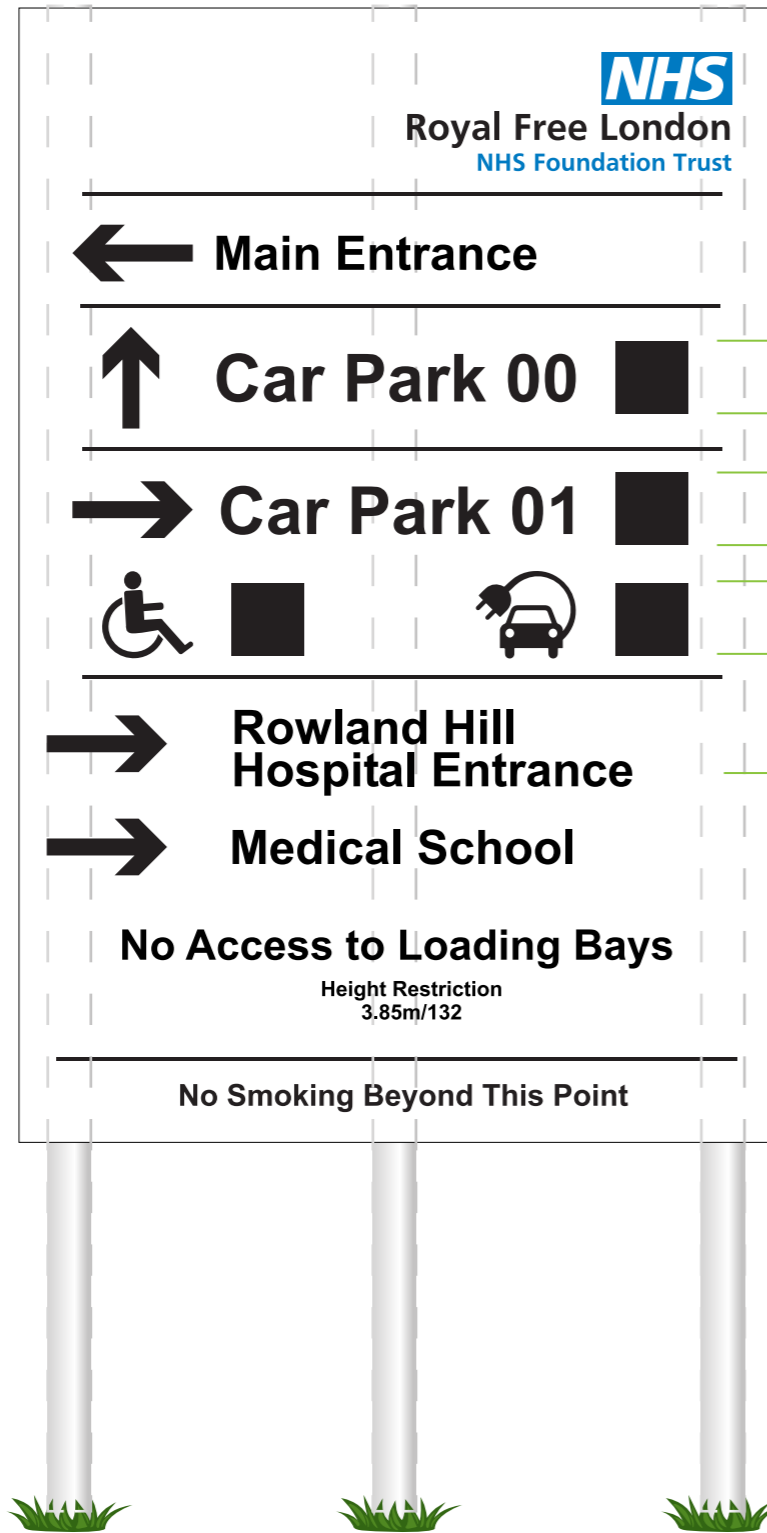 NHS
Royal Free London
NHS Foundation Trust
Main Entrance
Car Park 00
Car Park 01
Rowland Hill
Hospital Entrance
Medical School
No Access to Loading Bays
Height Restriction
3.85m/132
No Smoking Beyond This Point